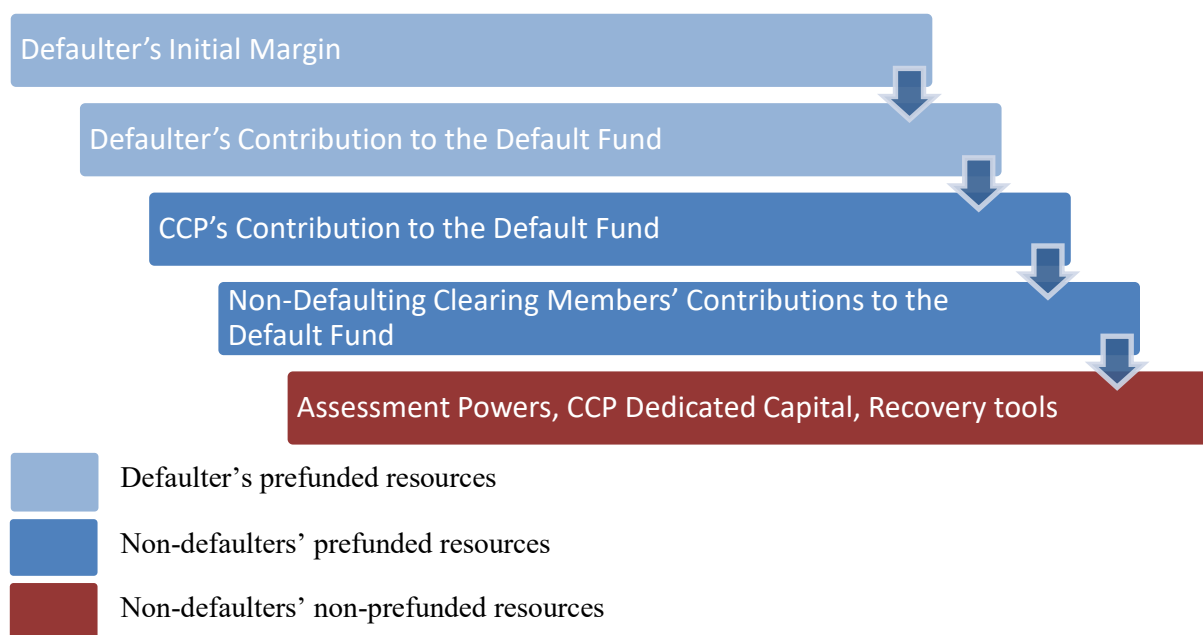 Defaulter’s Initial Margin
Defaulter’s Contribution to the Default Fund
CCP’s Contribution to the Default Fund
Non-Defaulting Clearing Members’ Contributions to the
Default Fund
Assessment Powers, CCP Dedicated Capital, Recovery tools
Defaulter’s prefunded resources
Non-defaulters’ prefunded resources
Non-defaulters’ non-prefunded resources